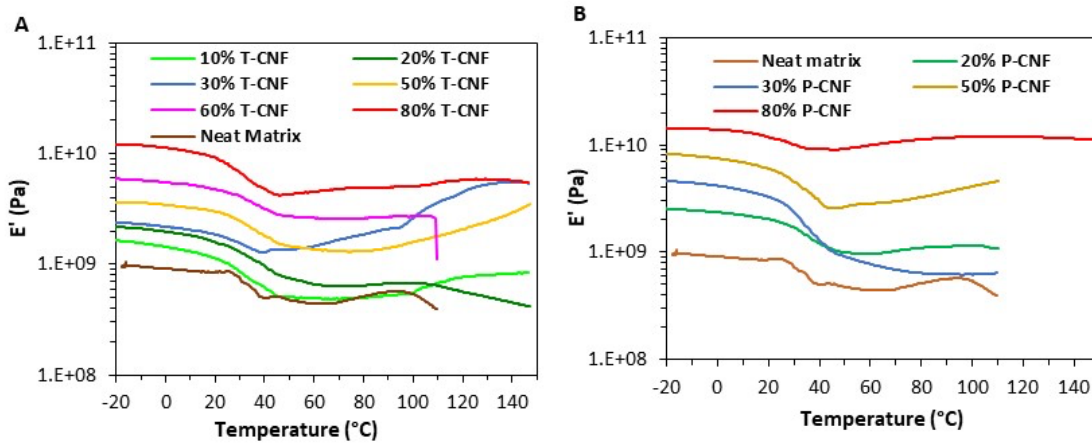 A
1.E+11
10% T-CNF 20% T-CNF
30% T-CNF 50% T-CNF
60% T-CNF 80% T-CNF
Neat Matrix
1.E+10
E' (Pa)
1.E+09
1.E+08
-20 0 20 40 60 80 100 120 140
Temperature (°C)
B
1.E+11
Neat matrix 20% P-CNF
30% P-CNF 50% P-CNF
80% P-CNF
1.E+10
E' (Pa)
1.E+09
1.E+08
-20 0 20 40 60 80 100 120 140
Temperature (°C)